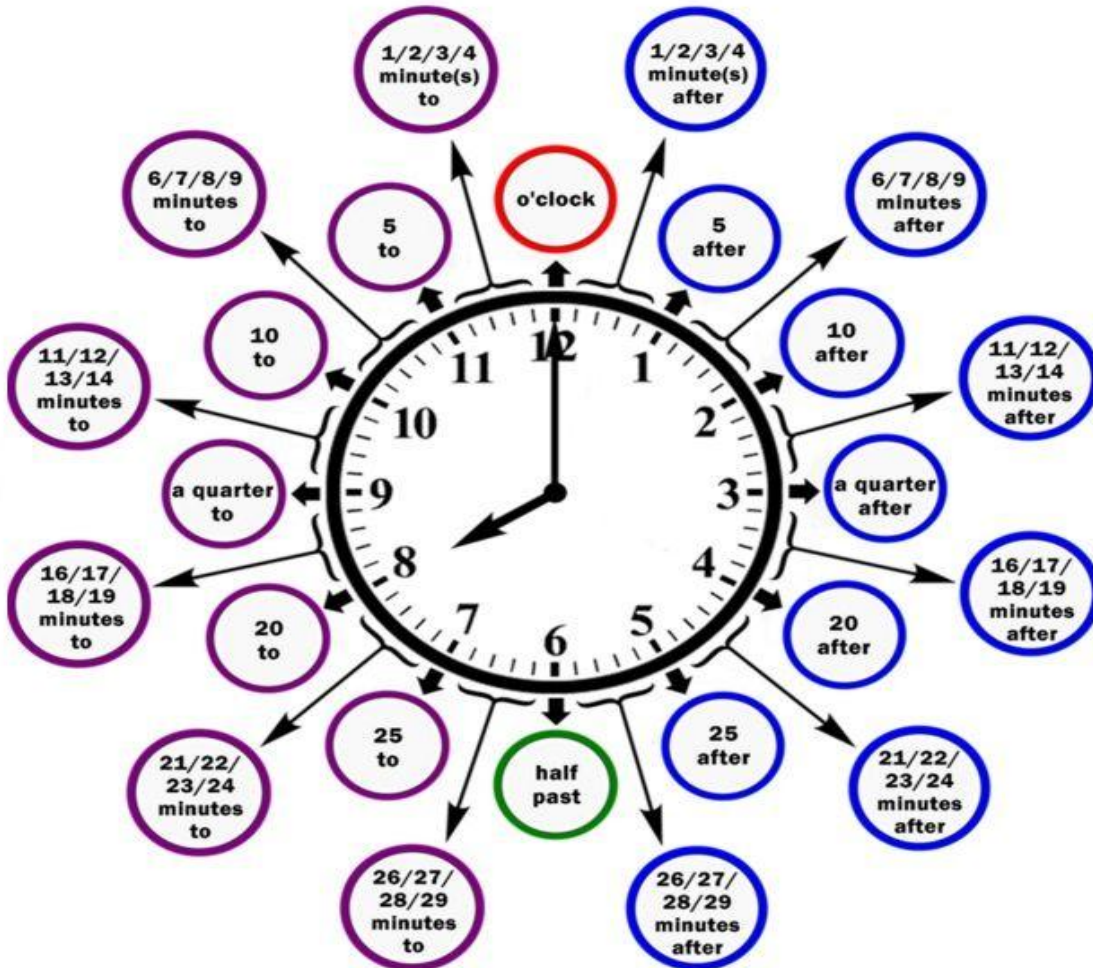 1/2/3/4
minute(s)
to
1/2/3/4
minute(s)
after
6/7/8/9
minutes
to
5
to
o'clock
5
after
6/7/8/9
minutes
after
10
to
10
after
11/12/
13/14
minutes
to
11/12/
13/14
minutes
after
a quarter
to
a quarter
after
16/17/
18/19
minutes
to
16/17/
18/19
minutes
after
20
to
20
after
21/22/
23/24
minutes
to
25
to
half
past
25
after
21/22/
23/24
minutes
after
26/27/
28/29
minutes
to
26/27/
28/29
minutes
after
12
1
2
3
4
5
6
7
8
9
10
11